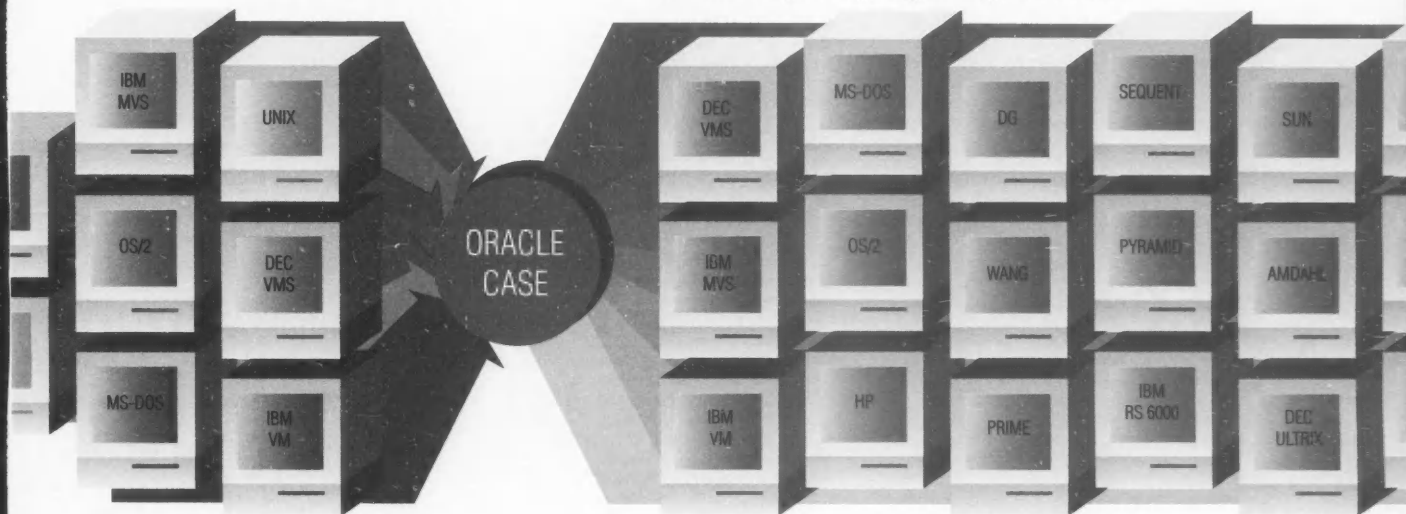 IBM
MVS
UNIX
OS/2
DEC
VMS
MS-DOS
IBM
VM
ORACLE
CASE
DEC
VMS
MS-DOS
DG
SEQUENT
SUN
IBM
MVS
OS/2
WANG
PYRAMID
AMDAHL
IBM
VM
HP
PRIME
IBM
RS 6000
DEC
ULTRIX